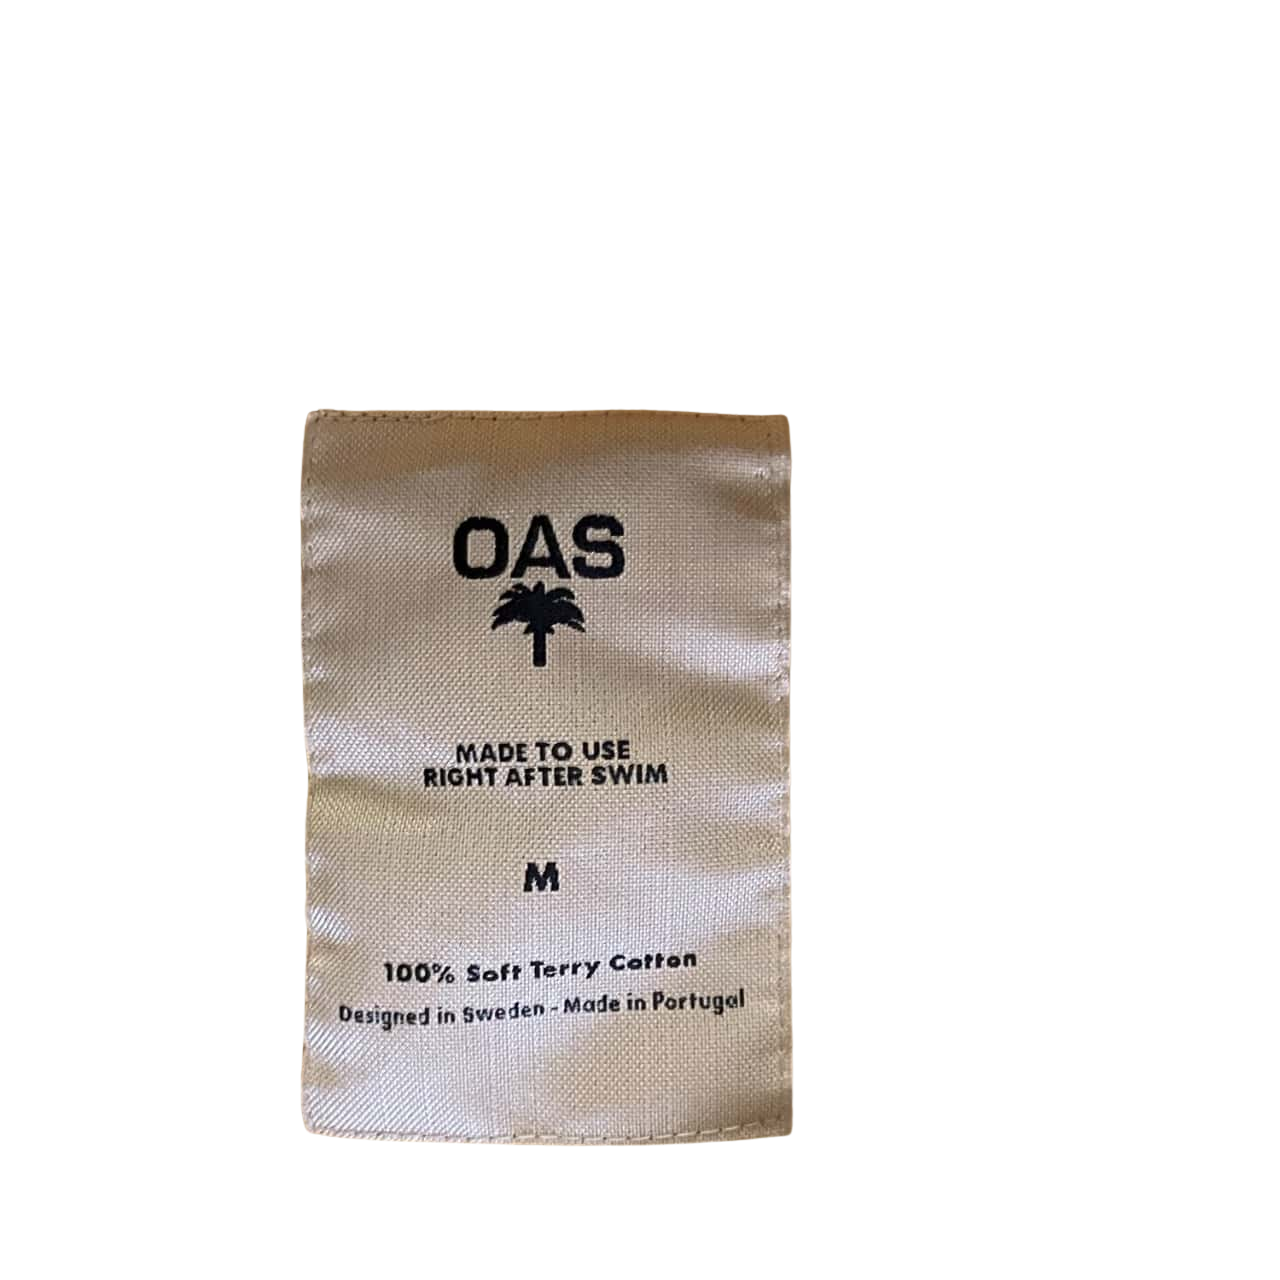 OAS
MADE TO USE
RIGHT AFTER SWIM
M
100% Soft Terry Cotton
Designed in Sweden - Made in Portugal